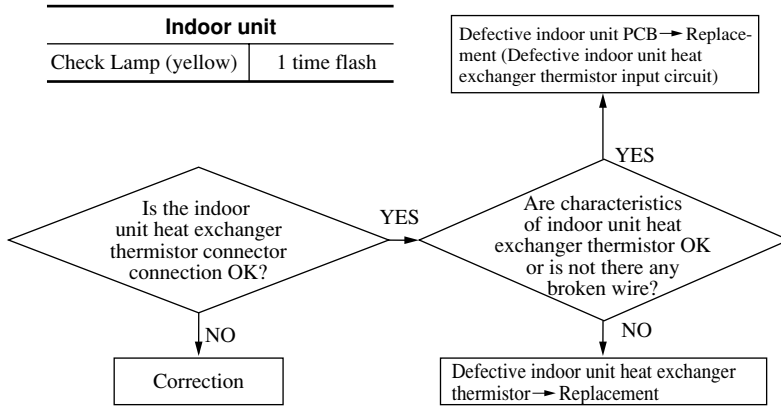 Indoor unit
Check Lamp (yellow) 1 time flash
Defective indoor unit PCB → Replace-
ment (Defective indoor unit heat
exchanger thermistor input circuit)
YES
Is the indoor
unit heat exchanger
thermistor connector
connection OK?
YES
Are characteristics
of indoor unit heat
exchanger thermistor OK
or is not there any
broken wire?
NO
NO
Correction
Defective indoor unit heat exchanger
thermistor → Replacement